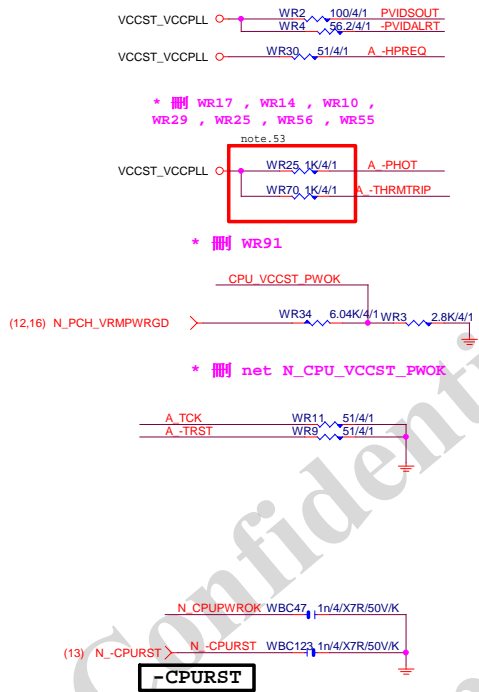 VCCST_VCCPLL WR2 100/4/1 PVIDSOUT
WR4 56.2/4/1 -PVIDALRT
VCCST_VCCPLL WR30 51/4/1 A_-HPREQ
* 刪 WR17 , WR14 , WR10 ,
WR29 , WR25 , WR56 , WR55
note.53
VCCST_VCCPLL WR25 1K/4/1 A_-PHOT
WR70 1K/4/1 A_-THRMTRIP
* 刪 WR91
CPU_VCCST_PWOK
(12,16) N_PCH_VRMPWRGD WR34 6.04K/4/1 WR3 2.8K/4/1
* 刪 net N_CPU_VCCST_PWOK
A_TCK WR11 51/4/1
A_-TRST WR9 51/4/1
N_CPUPWROK WBC47 1n/4/X7R/50V/K
(13) N_-CPURST N_-CPURST WBC123 1n/4/X7R/50V/K
-CPURST
Confidenti